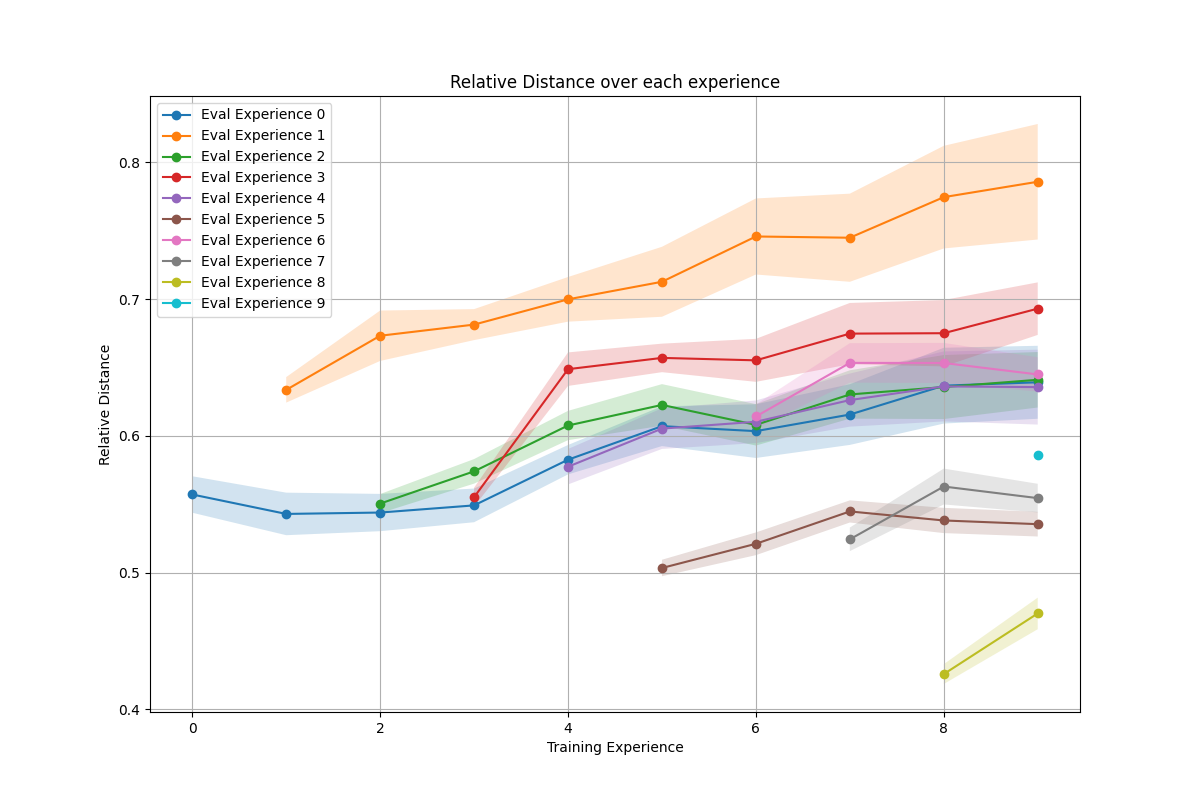 Relative Distance over each experience
Eval Experience 0
Eval Experience 1
Eval Experience 2
Eval Experience 3
Eval Experience 4
Eval Experience 5
Eval Experience 6
Eval Experience 7
Eval Experience 8
Eval Experience 9
0.8
0.7
0.6
0.5
0.4
Relative Distance
0 2 4 6 8
Training Experience